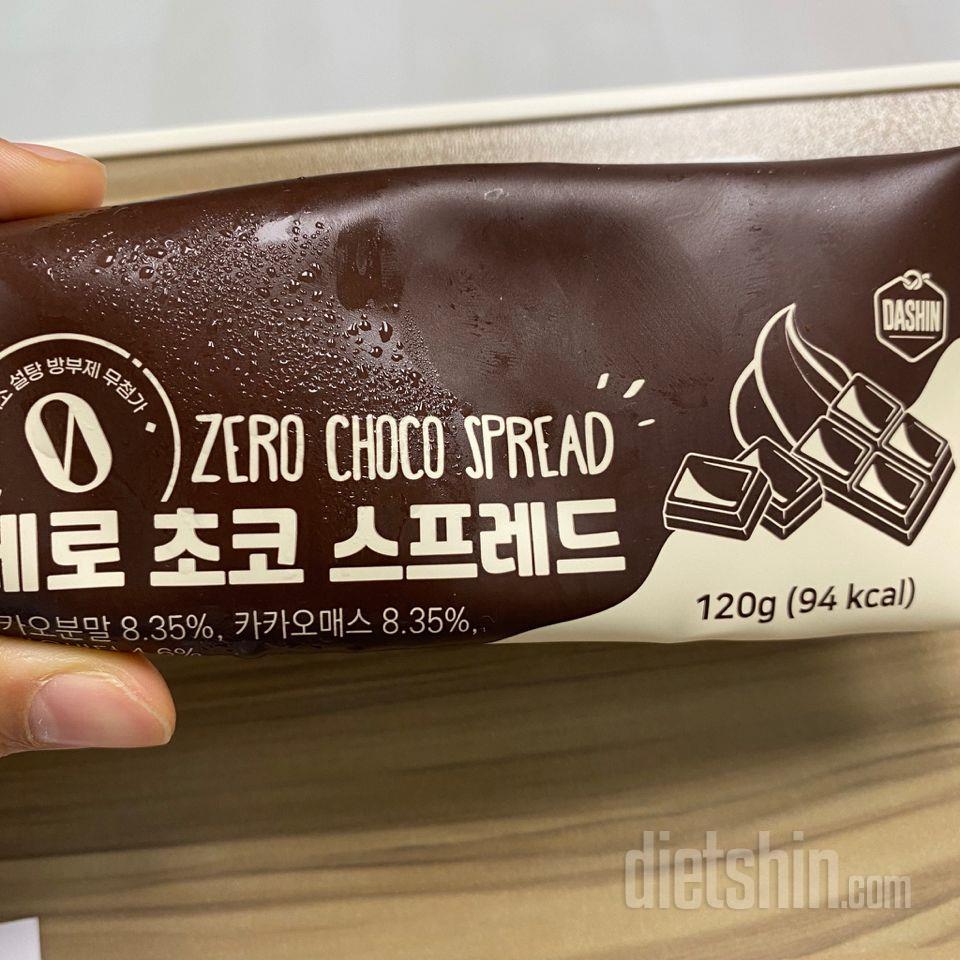 설탕 방부제 무첨가
DASHIN
ZERO CHOCO SPREAD
제로 초코 스프레드
120g (94 kcal)
카오분말 8.35%, 카카오매스 8.35%,
dietshin.com